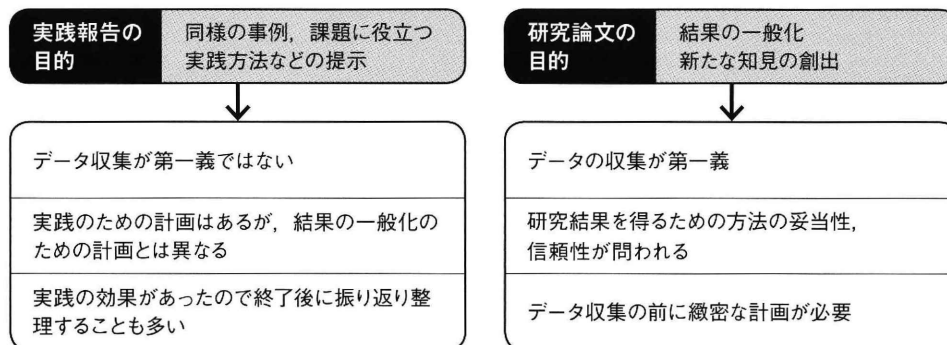 実践報告の
目的
同様の事例，課題に役立つ
実践方法などの提示
データ収集が第一義ではない
実践のための計画はあるが，結果の一般化の
ための計画とは異なる
実践の効果があったので終了後に振り返り整
理することも多い
研究論文の
目的
結果の一般化
新たな知見の創出
データの収集が第一義
研究結果を得るための方法の妥当性，
信頼性が問われる
データ収集の前に緻密な計画が必要